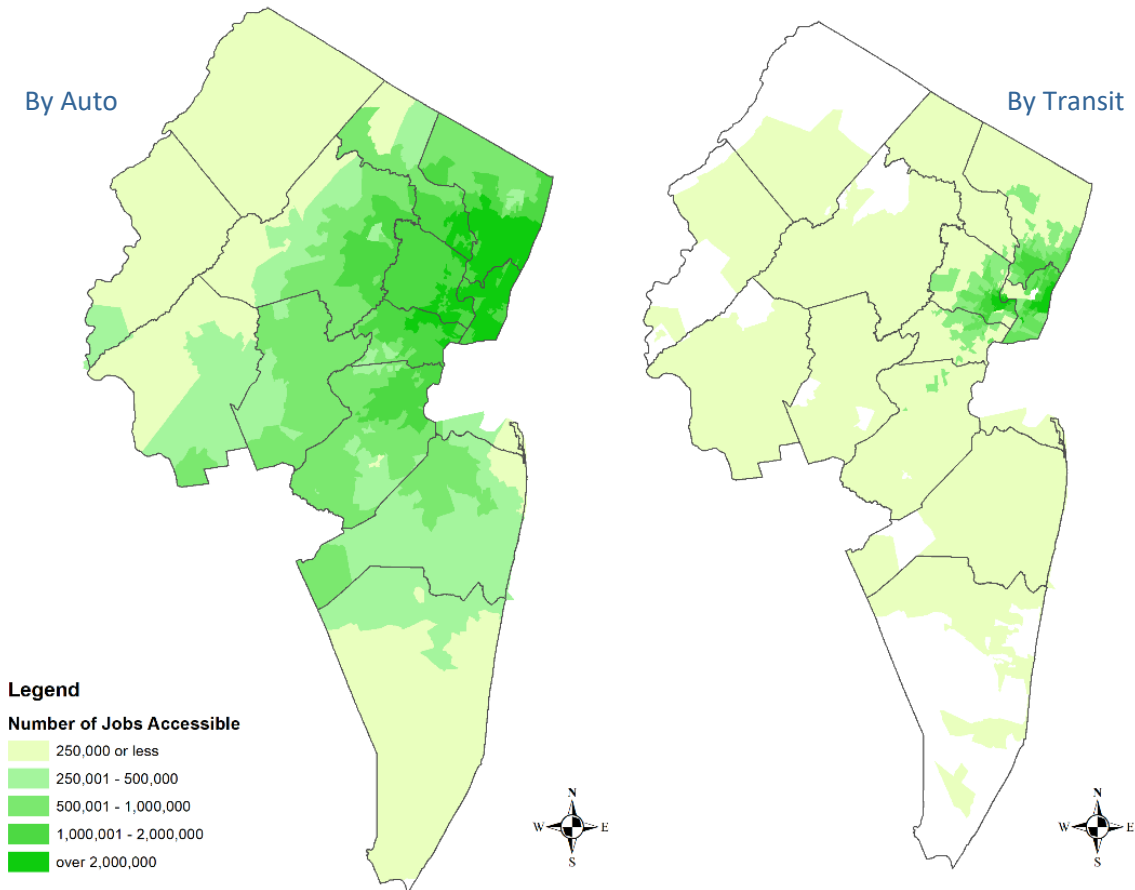 By Auto
By Transit
Legend
Number of Jobs Accessible
250,000 or less
250,001 - 500,000
500,001 - 1,000,000
1,000,001 - 2,000,000
over 2,000,000
N
W E
S
N
W E
S